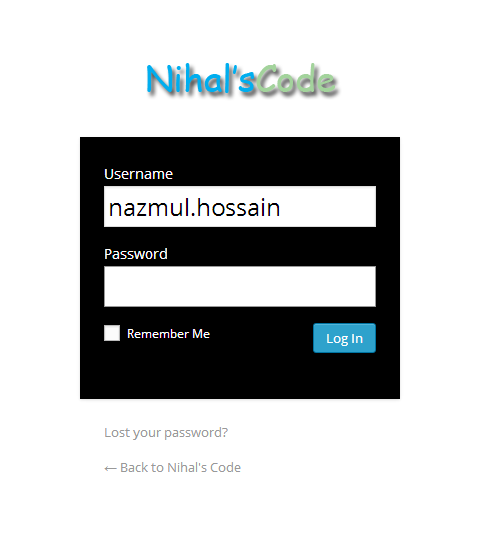 Nihal'sCode
Username
nazmul.hossain
Password
Remember Me
Log In
Lost your password?
← Back to Nihal's Code